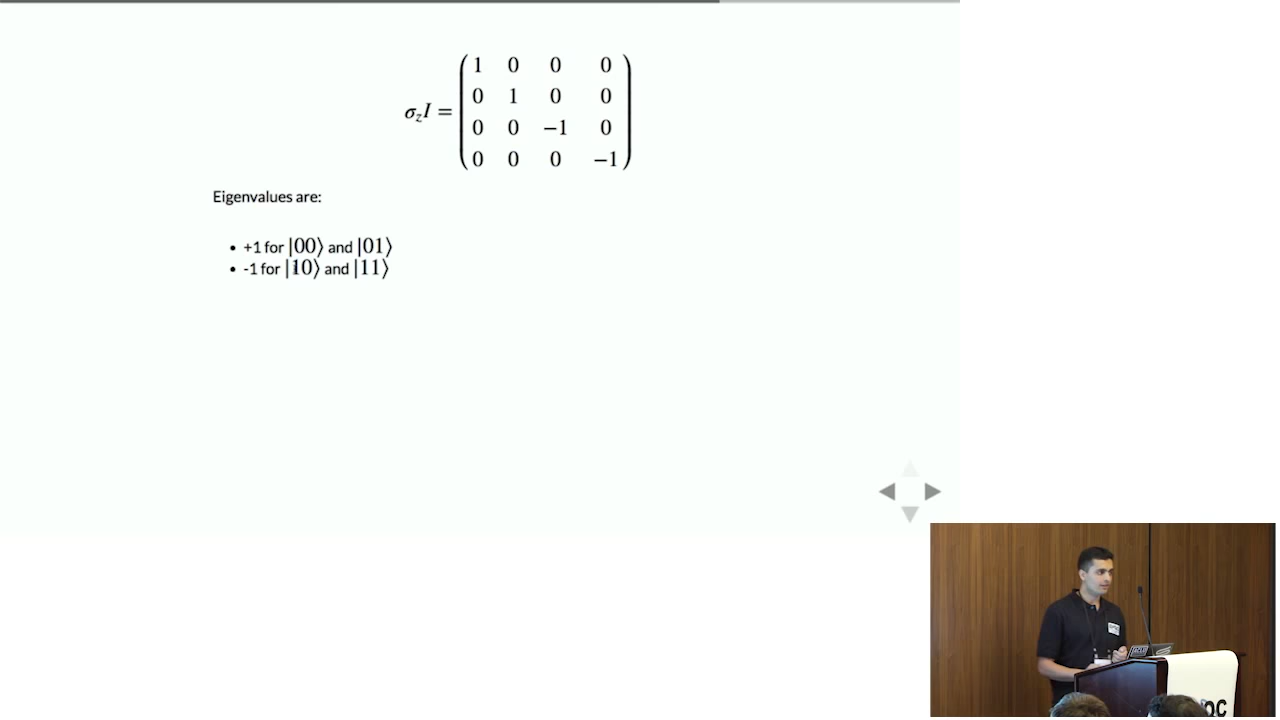 σ_z I = ( 1 0 0 0
0 1 0 0
0 0 −1 0
0 0 0 −1 )
Eigenvalues are:
• +1 for |00⟩ and |01⟩
• -1 for |10⟩ and |11⟩